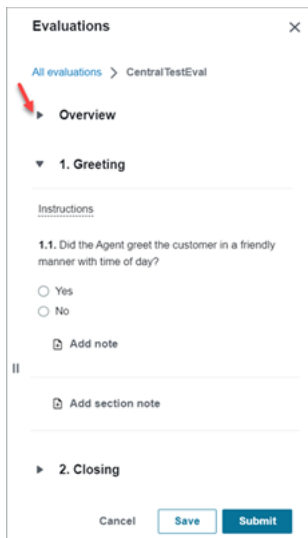 Evaluations
All evaluations > CentralTestEval
Overview
1. Greeting
Instructions
1.1. Did the Agent greet the customer in a friendly
manner with time of day?
Yes
No
Add note
Add section note
2. Closing
Cancel Save Submit